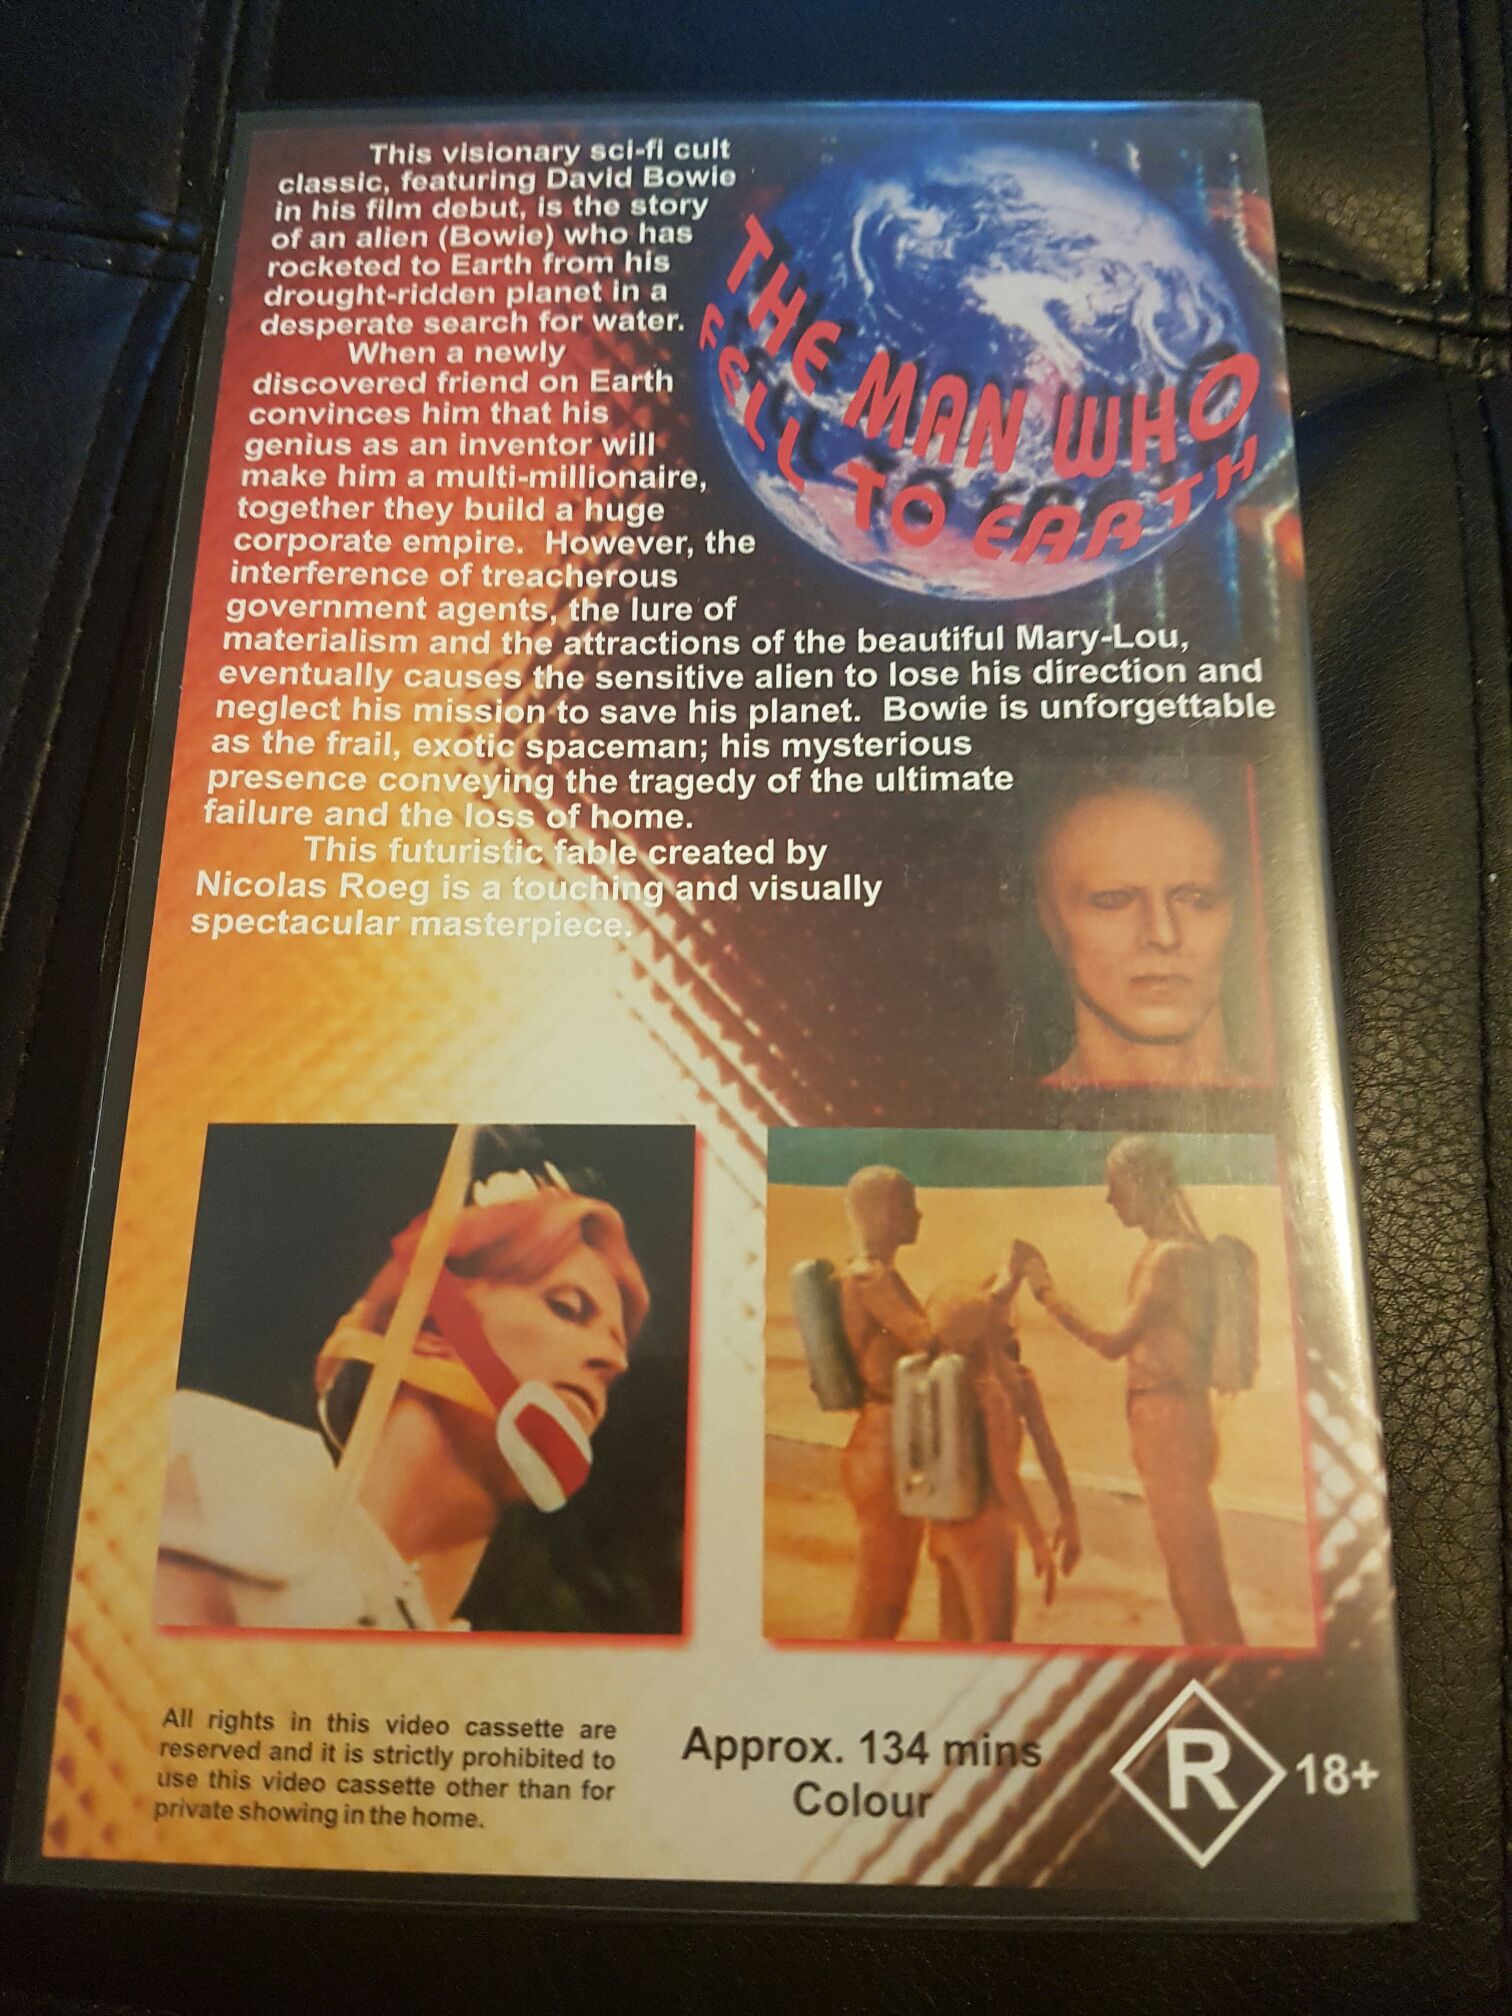 This visionary sci-fi cult
classic, featuring David Bowie
in his film debut, is the story
of an alien (Bowie) who has
rocketed to Earth from his
drought-ridden planet in a
desperate search for water.
When a newly
discovered friend on Earth
convinces him that his
genius as an inventor will
make him a multi-millionaire,
together they build a huge
corporate empire. However, the
interference of treacherous
government agents, the lure of
materialism and the attractions of the beautiful Mary-Lou,
eventually causes the sensitive alien to lose his direction and
neglect his mission to save his planet. Bowie is unforgettable
as the frail, exotic spaceman; his mysterious
presence conveying the tragedy of the ultimate
failure and the loss of home.
This futuristic fable created by
Nicolas Roeg is a touching and visually
spectacular masterpiece.
THE MAN WHO
FELL TO EARTH
All rights in this video cassette are
reserved and it is strictly prohibited to
use this video cassette other than for
private showing in the home.
Approx. 134 mins
Colour
R 18+